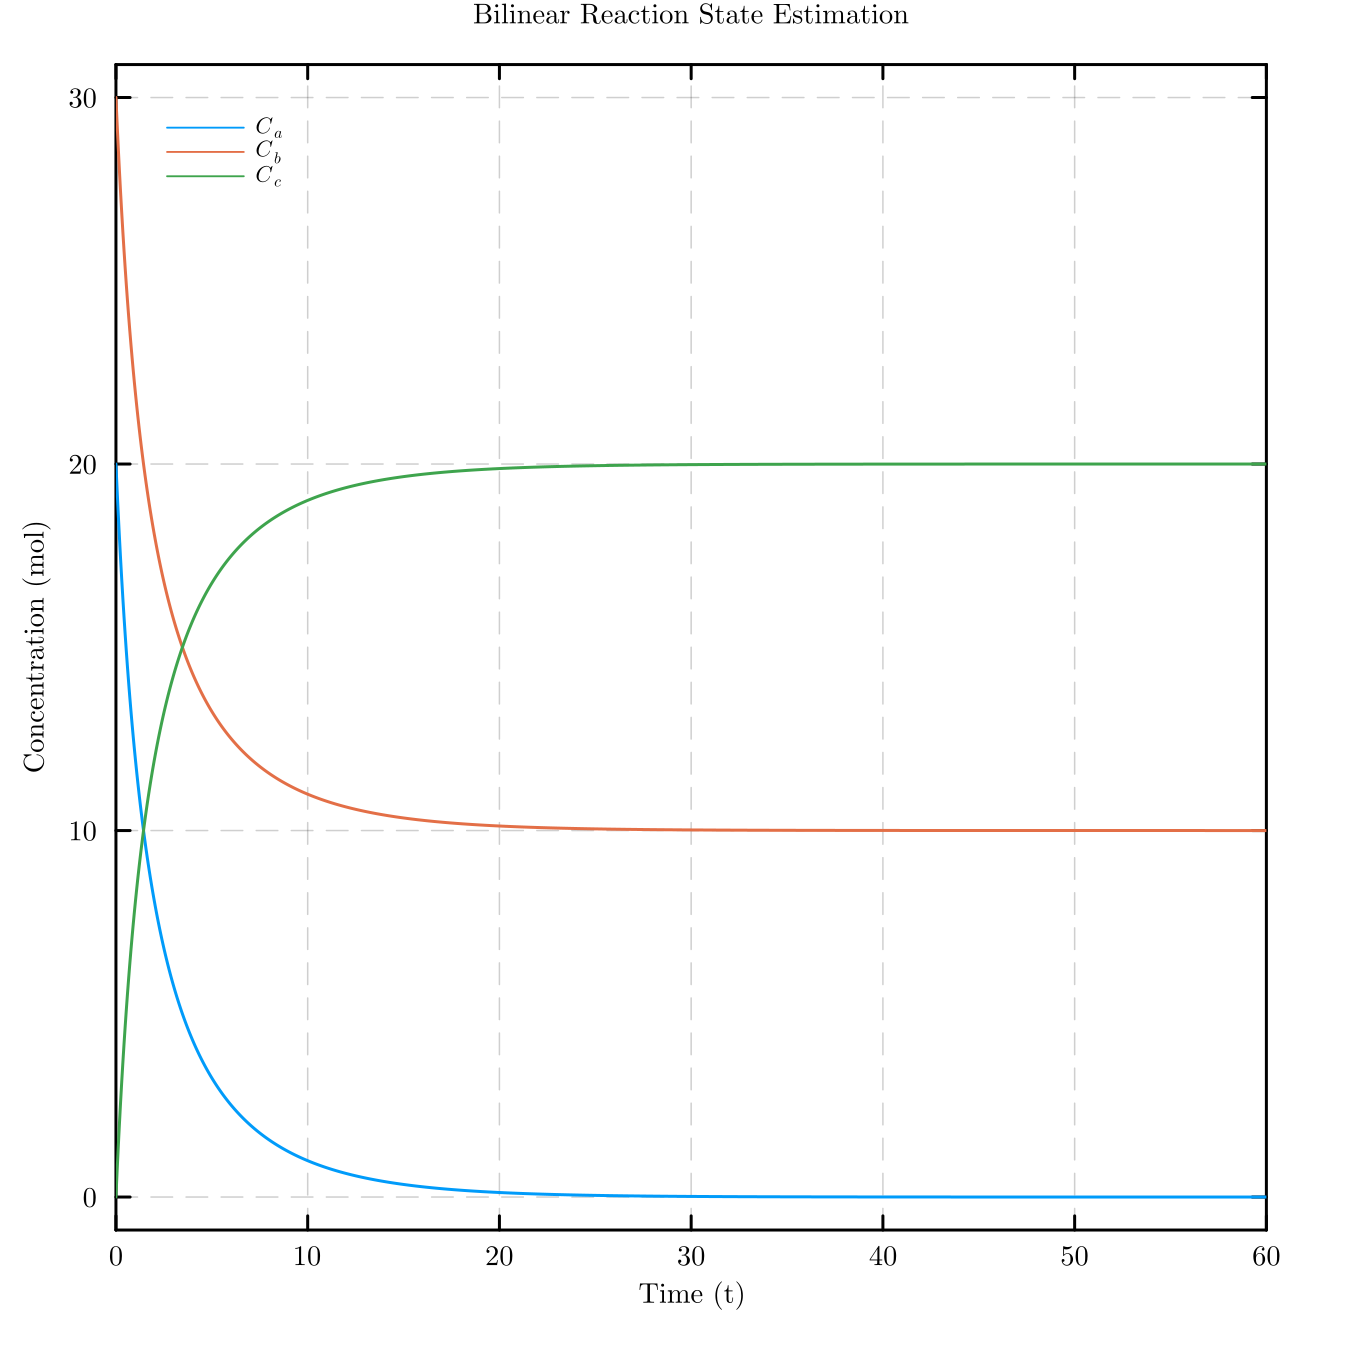 Bilinear Reaction State Estimation
30
20
10
0
Concentration (mol)
C_a
C_b
C_c
0 10 20 30 40 50 60
Time (t)